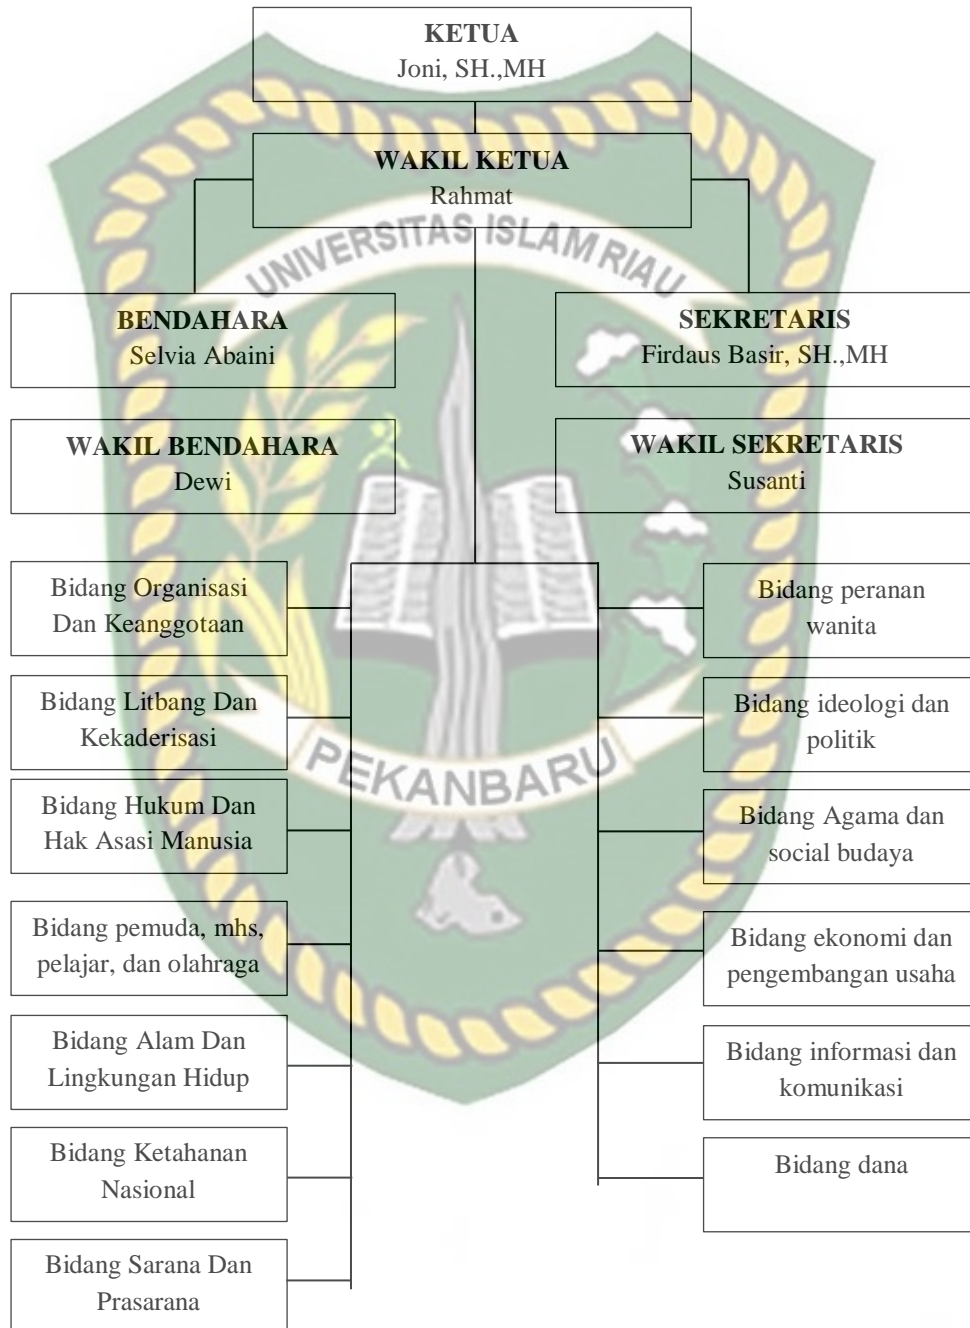 KETUA
Joni, SH.,MH
WAKIL KETUA
Rahmat
UNIVERSITAS ISLAM RIAU
BENDAHARA
Selvia Abaini
SEKRETARIS
Firdaus Basir, SH.,MH
WAKIL BENDAHARA
Dewi
WAKIL SEKRETARIS
Susanti
Bidang Organisasi
Dan Keanggotaan
Bidang peranan
wanita
Bidang Litbang Dan
Kekaderisasi
Bidang ideologi dan
politik
PEKANBARU
Bidang Hukum Dan
Hak Asasi Manusia
Bidang Agama dan
social budaya
Bidang pemuda, mhs,
pelajar, dan olahraga
Bidang ekonomi dan
pengembangan usaha
Bidang Alam Dan
Lingkungan Hidup
Bidang informasi dan
komunikasi
Bidang Ketahanan
Nasional
Bidang dana
Bidang Sarana Dan
Prasarana